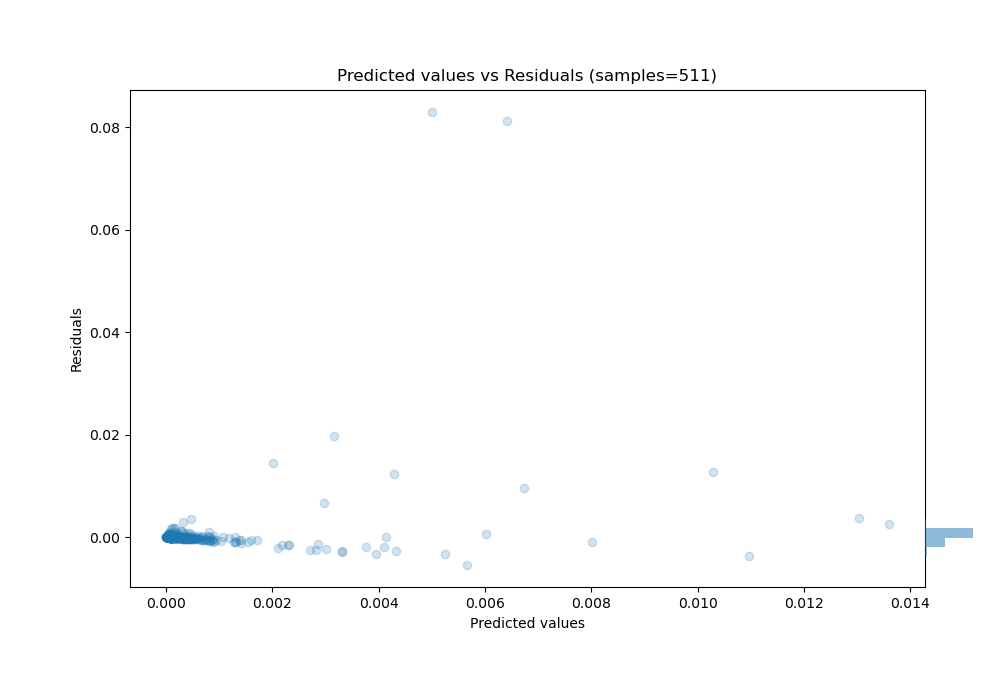 Predicted values vs Residuals (samples=511)
0.08
0.06
0.04
0.02
0.00
Residuals
0.000 0.002 0.004 0.006 0.008 0.010 0.012 0.014
Predicted values